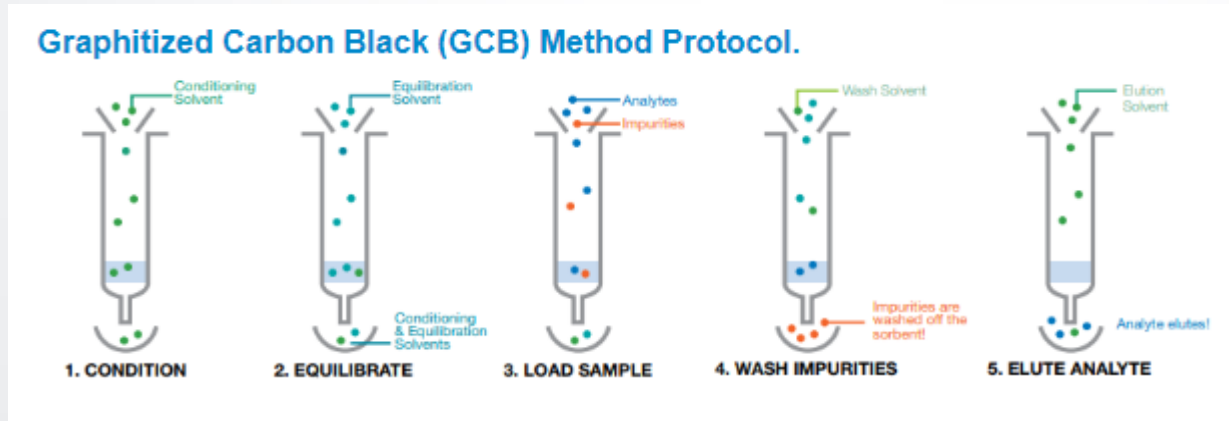 Graphitized Carbon Black (GCB) Method Protocol.
Conditioning
Solvent
Equilibration
Solvent
Analytes
Impurities
Wash Solvent
Elution
Solvent
Conditioning
& Equilibration
Solvents
Impurities are
washed off the
sorbent!
Analyte elutes!
1. CONDITION
2. EQUILIBRATE
3. LOAD SAMPLE
4. WASH IMPURITIES
5. ELUTE ANALYTE